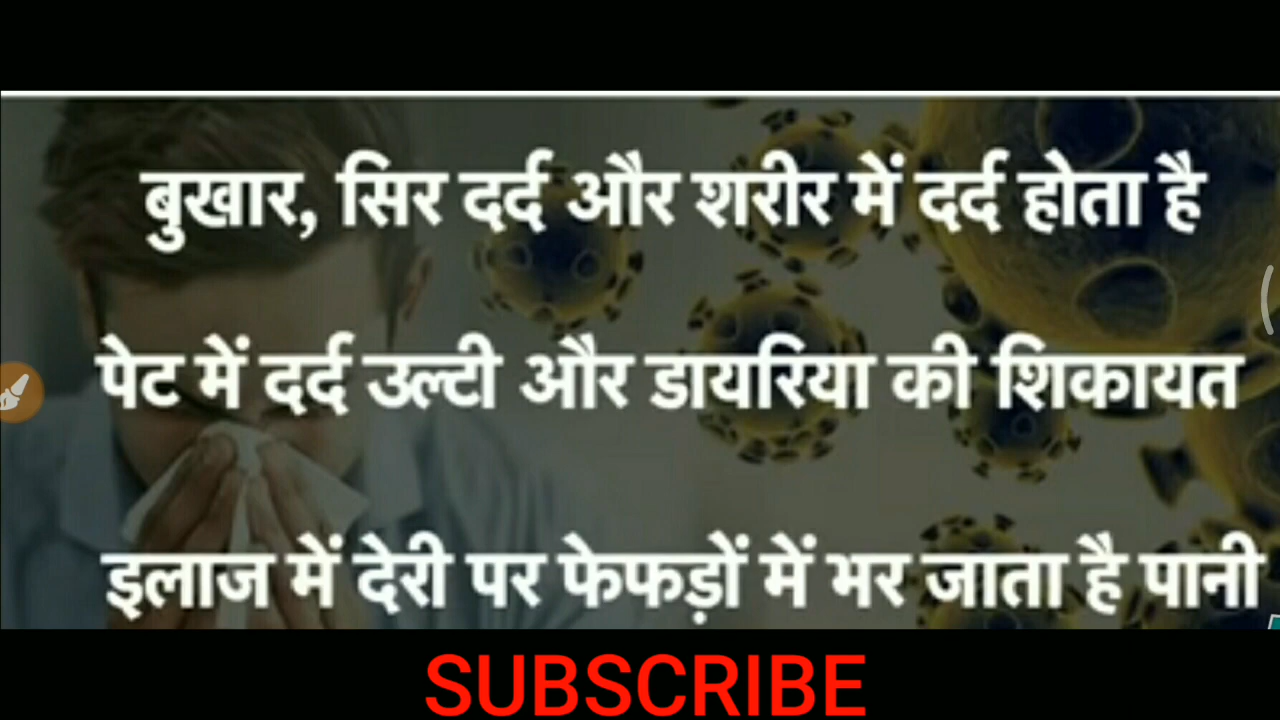 बुखार, सिर दर्द और शरीर में दर्द होता है
पेट में दर्द उल्टी और डायरिया की शिकायत
इलाज में देरी पर फेफड़ों में भर जाता है पानी
SUBSCRIBE